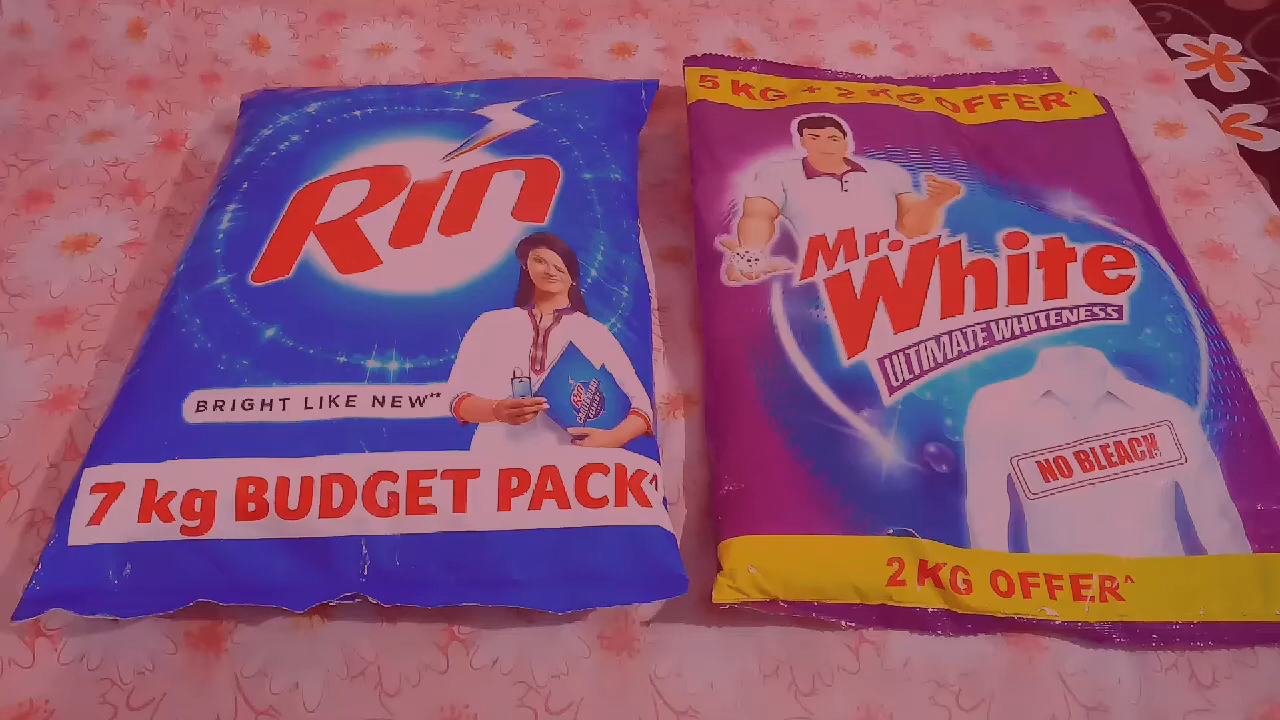 Rin
BRIGHT LIKE NEW**
7 kg BUDGET PACK^
5 KG + 2 KG OFFER^
Mr.
White
ULTIMATE WHITENESS
NO BLEACH
2 KG OFFER^